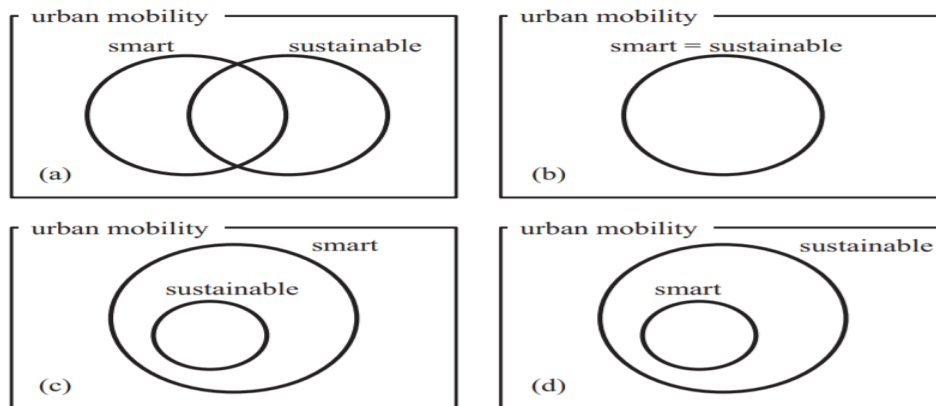 urban mobility
smart sustainable
(a)
urban mobility
smart = sustainable
(b)
urban mobility
smart
sustainable
(c)
urban mobility
sustainable
smart
(d)